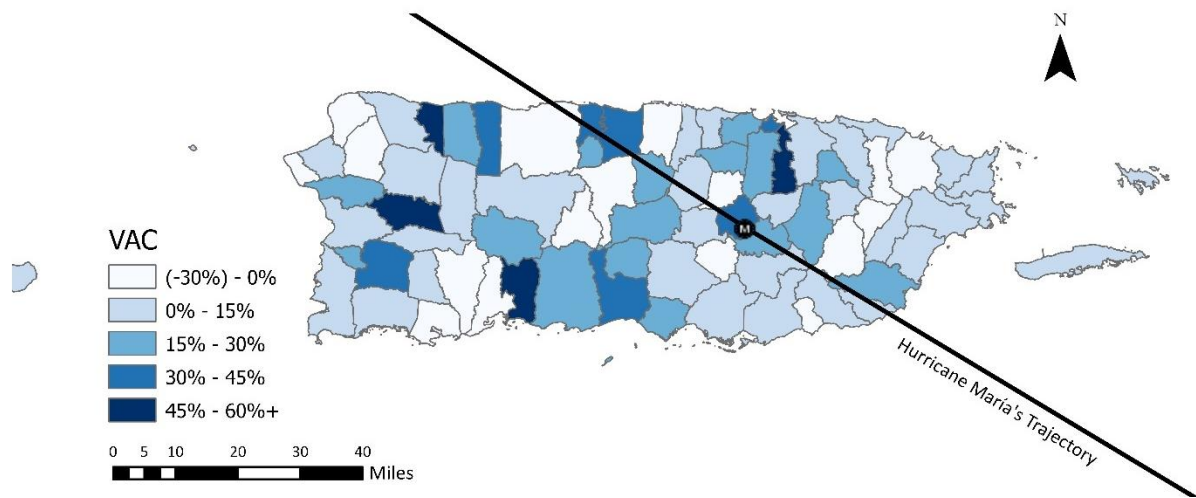 N
M
VAC
(-30%) - 0%
0% - 15%
15% - 30%
30% - 45%
45% - 60%+
0 5 10 20 30 40
Miles
Hurricane María's Trajectory